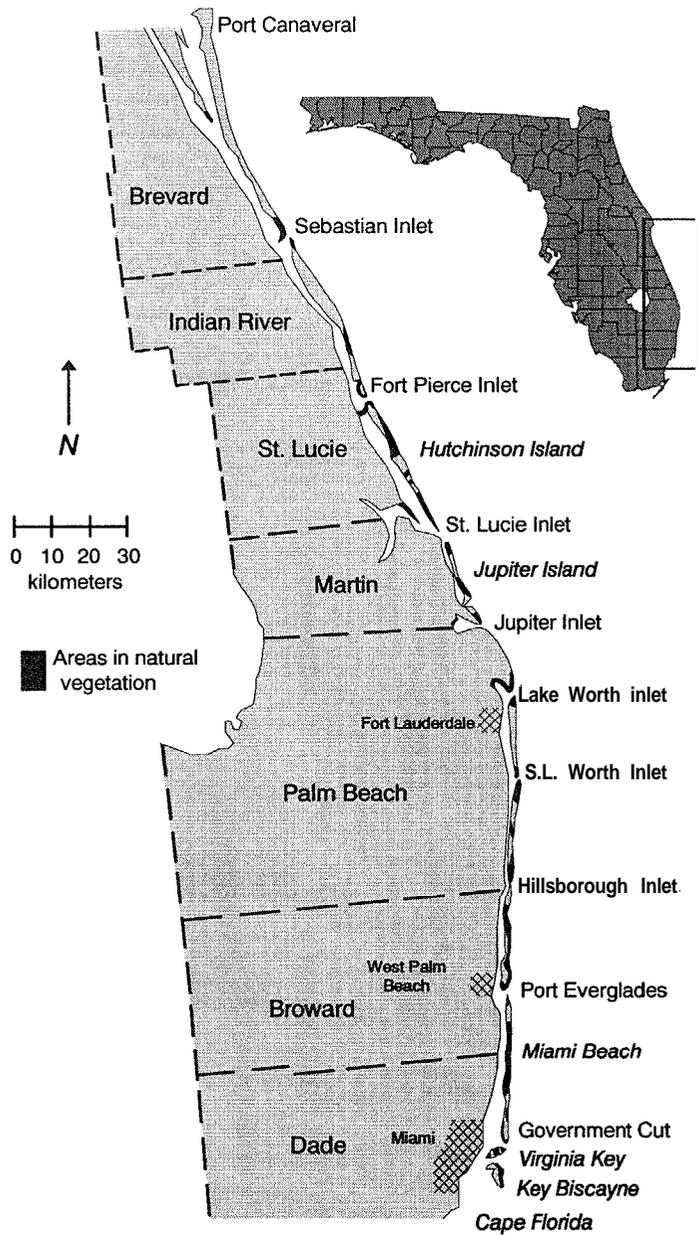 Port Canaveral
Brevard
Sebastian Inlet
Indian River
Fort Pierce Inlet
N
St. Lucie
Hutchinson Island
St. Lucie Inlet
0 10 20 30
kilometers
Jupiter Island
Martin
Jupiter Inlet
Areas in natural
vegetation
Lake Worth inlet
Fort Lauderdale
S.L. Worth Inlet
Palm Beach
Hillsborough Inlet
West Palm
Beach
Port Everglades
Broward
Miami Beach
Government Cut
Miami
Dade
Virginia Key
Key Biscayne
Cape Florida